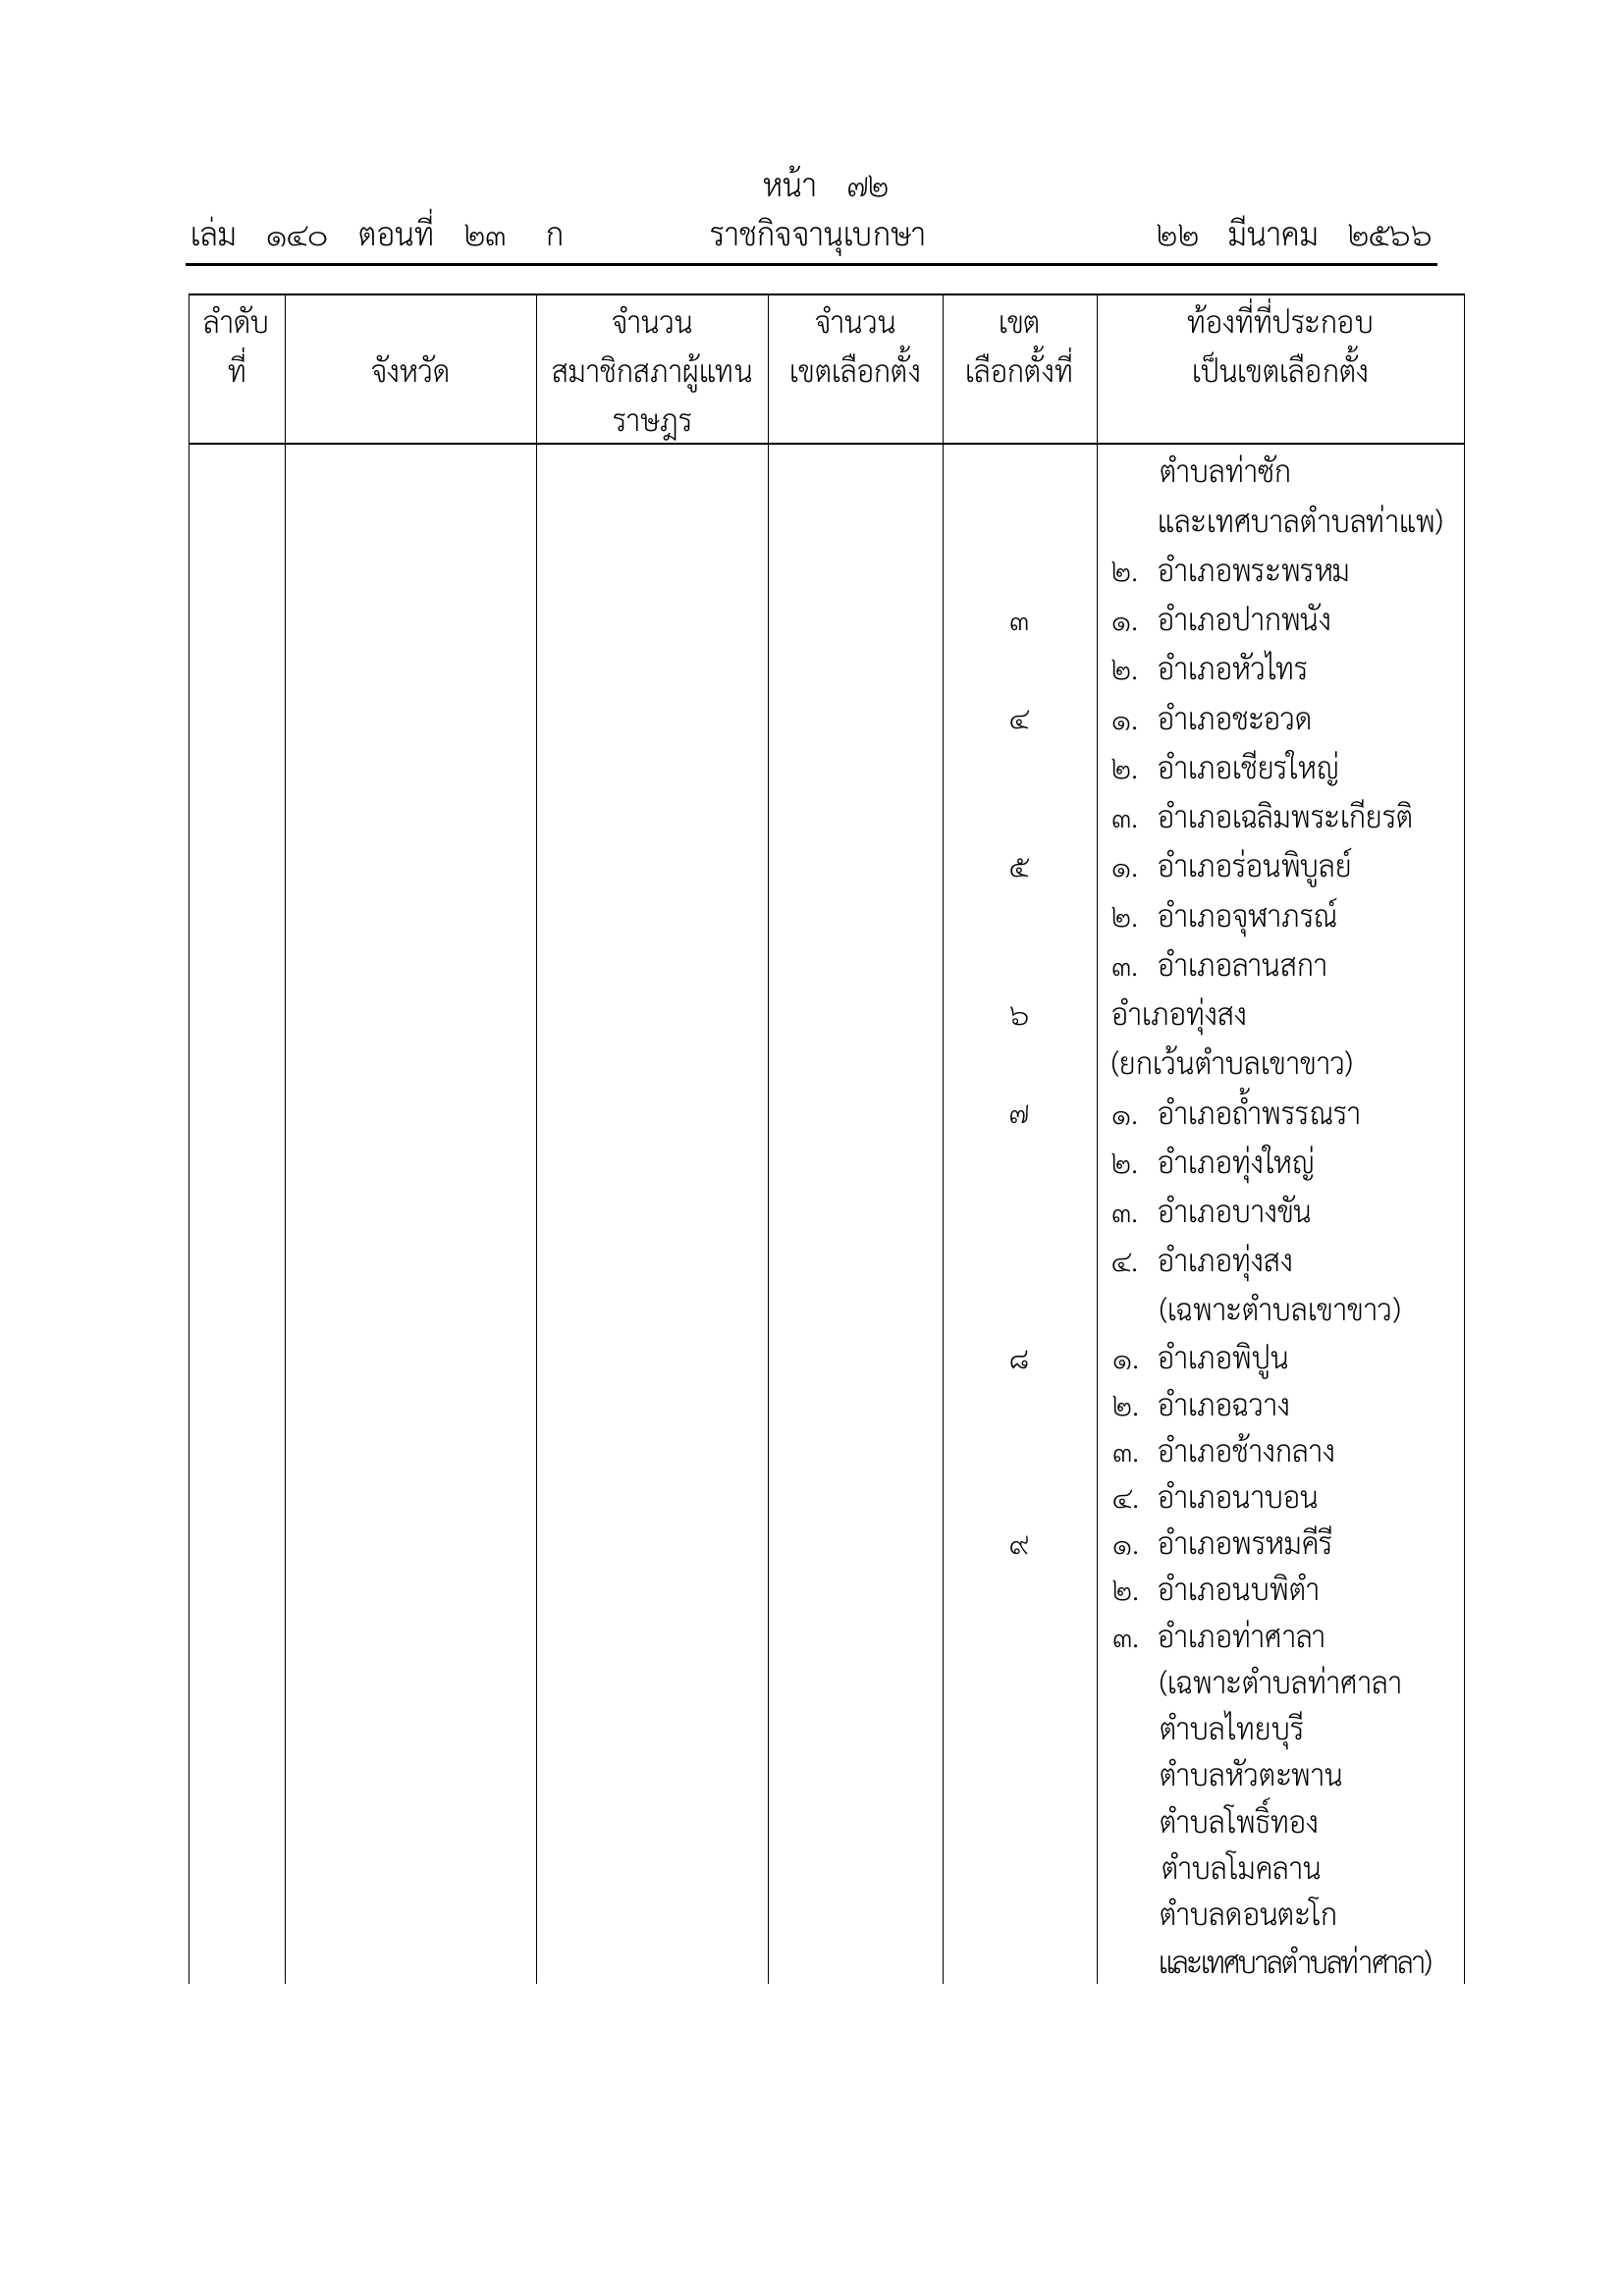 หน้า ๗๒
เล่ม ๑๔๐ ตอนที่ ๒๓ ก ราชกิจจานุเบกษา ๒๒ มีนาคม ๒๕๖๖
ลำดับ จำนวน จำนวน เขต ท้องที่ที่ประกอบ
ที่ จังหวัด สมาชิกสภาผู้แทน เขตเลือกตั้ง เลือกตั้งที่ เป็นเขตเลือกตั้ง
ราษฎร
ตำบลท่าซัก
และเทศบาลตำบลท่าแพ)
๒. อำเภอพระพรหม
๓ ๑. อำเภอปากพนัง
๒. อำเภอหัวไทร
๔ ๑. อำเภอชะอวด
๒. อำเภอเชียรใหญ่
๓. อำเภอเฉลิมพระเกียรติ
๕ ๑. อำเภอร่อนพิบูลย์
๒. อำเภอจุฬาภรณ์
๓. อำเภอลานสกา
๖ อำเภอทุ่งสง
(ยกเว้นตำบลเขาขาว)
๗ ๑. อำเภอถ้ำพรรณรา
๒. อำเภอทุ่งใหญ่
๓. อำเภอบางขัน
๔. อำเภอทุ่งสง
(เฉพาะตำบลเขาขาว)
๘ ๑. อำเภอพิปูน
๒. อำเภอฉวาง
๓. อำเภอช้างกลาง
๔. อำเภอนาบอน
๙ ๑. อำเภอพรหมคีรี
๒. อำเภอนบพิตำ
๓. อำเภอท่าศาลา
(เฉพาะตำบลท่าศาลา
ตำบลไทยบุรี
ตำบลหัวตะพาน
ตำบลโพธิ์ทอง
ตำบลโมคลาน
ตำบลดอนตะโก
และเทศบาลตำบลท่าศาลา)